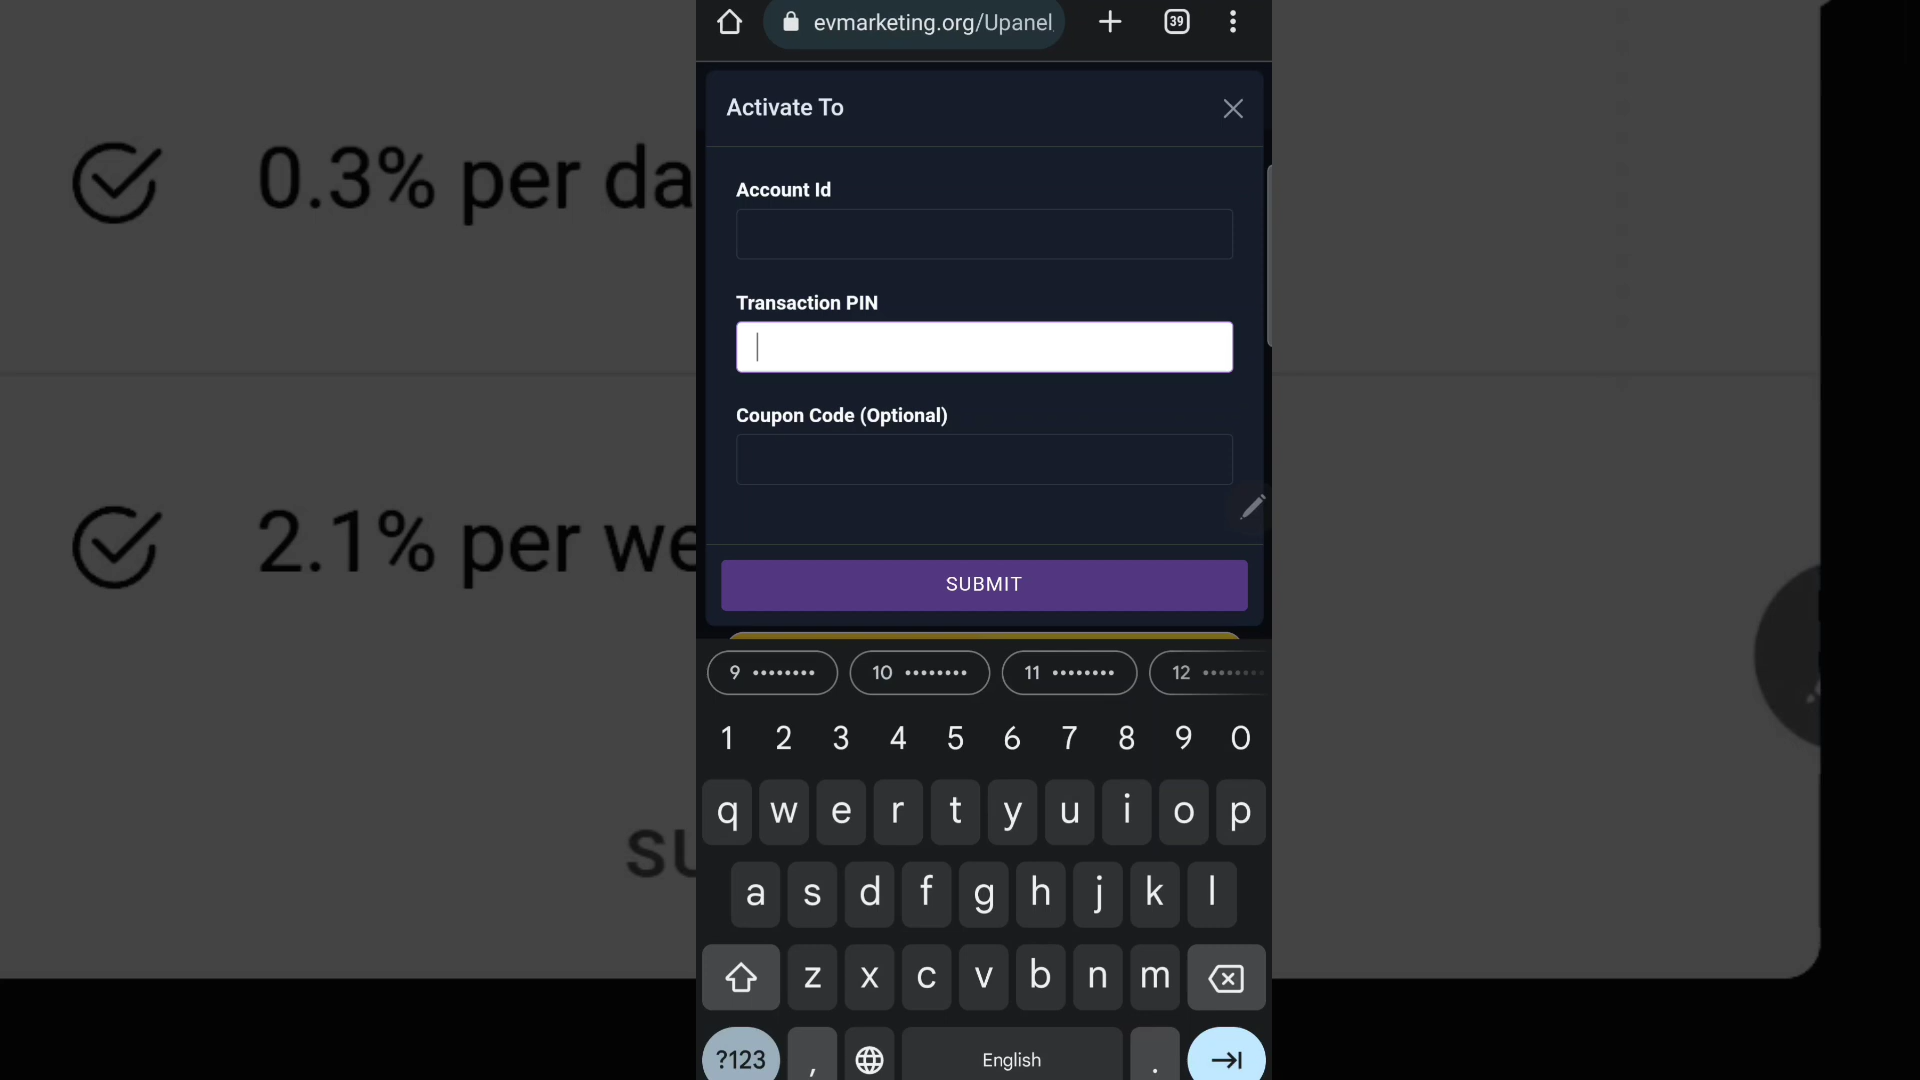 evmarketing.org/Upanel
39
Activate To
Account Id
Transaction PIN
Coupon Code (Optional)
SUBMIT
0.3% per da
2.1% per we
SU
9 ••••••••
10 ••••••••
11 ••••••••
12 ••••••••
1 2 3 4 5 6 7 8 9 0
q w e r t y u i o p
a s d f g h j k l
z x c v b n m
?123 , English .